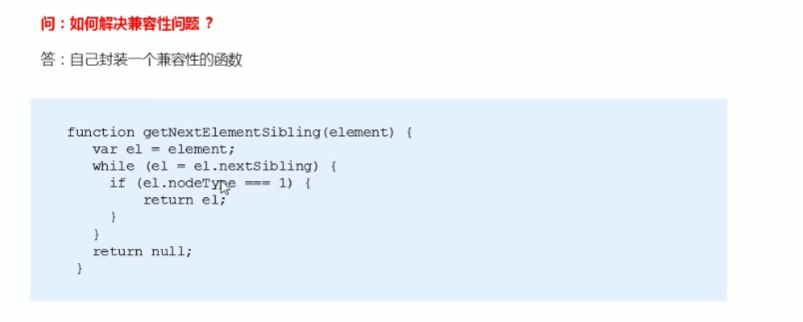 问：如何解决兼容性问题 ？
答：自己封装一个兼容性的函数
function getNextElementSibling(element) {
var el = element;
while (el = el.nextSibling) {
if (el.nodeType === 1) {
return el;
}
}
return null;
}